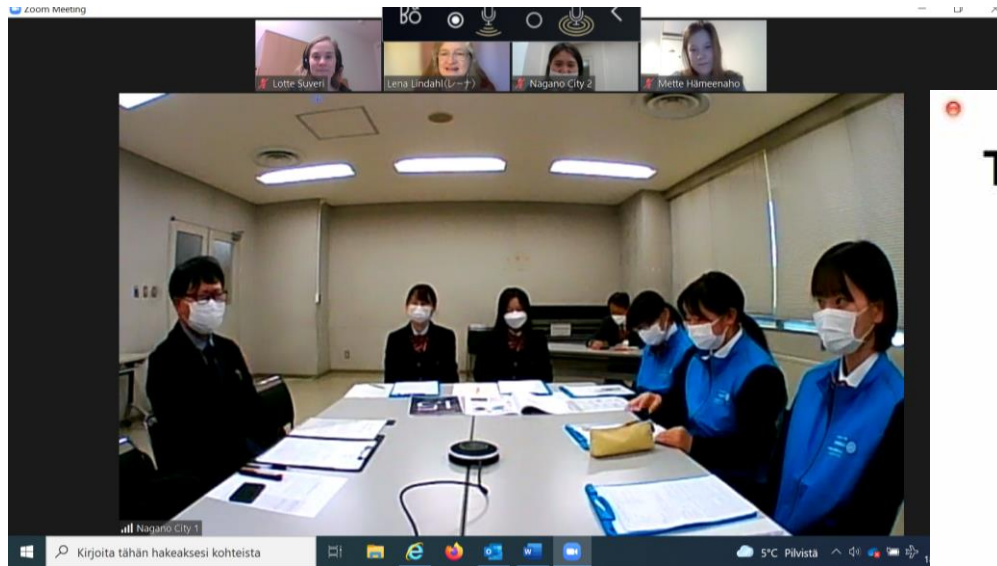 Zoom Meeting
Lotte Suveri
Lena Lindahl(レーナ)
Nagano City 2
Mette Hämeenaho
T
Nagano City 1
Kirjoita tähän hakeaksesi kohteista
5°C Pilvistä